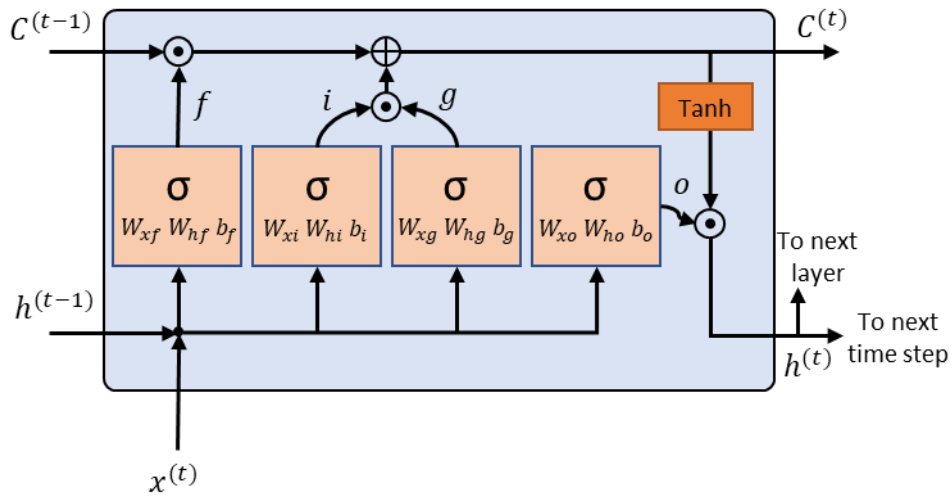 C^(t−1)
C^(t)
f
i
g
Tanh
σ
W_xf W_hf b_f
σ
W_xi W_hi b_i
σ
W_xg W_hg b_g
σ
W_xo W_ho b_o
o
To next
layer
h^(t−1)
To next
time step
h^(t)
x^(t)